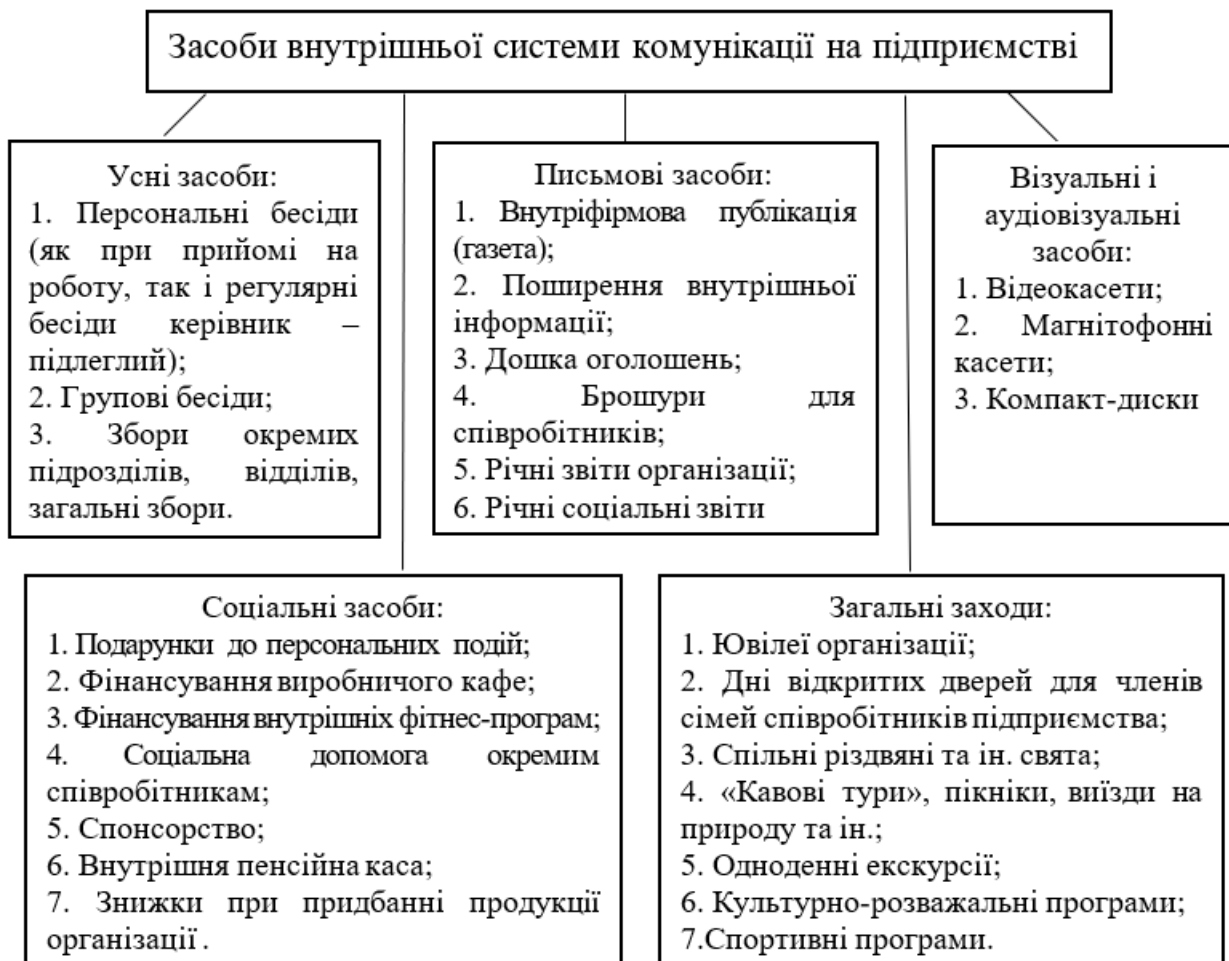 Засоби внутрішньої системи комунікації на підприємстві
Усні засоби:
1. Персональні бесіди
(як при прийомі на
роботу, так і регулярні
бесіди керівник –
підлеглий);
2. Групові бесіди;
3. Збори окремих
підрозділів, відділів,
загальні збори.
Письмові засоби:
1. Внутріфірмова публікація
(газета);
2. Поширення внутрішньої
інформації;
3. Дошка оголошень;
4. Брошури для
співробітників;
5. Річні звіти організації;
6. Річні соціальні звіти
Візуальні і
аудіовізуальні
засоби:
1. Відеокасети;
2. Магнітофонні
касети;
3. Компакт-диски
Соціальні засоби:
1. Подарунки до персональних подій;
2. Фінансування виробничого кафе;
3. Фінансування внутрішніх фітнес-програм;
4. Соціальна допомога окремим
співробітникам;
5. Спонсорство;
6. Внутрішня пенсійна каса;
7. Знижки при придбанні продукції
організації .
Загальні заходи:
1. Ювілеї організації;
2. Дні відкритих дверей для членів
сімей співробітників підприємства;
3. Спільні різдвяні та ін. свята;
4. «Кавові тури», пікніки, виїзди на
природу та ін.;
5. Одноденні екскурсії;
6. Культурно-розважальні програми;
7.Спортивні програми.